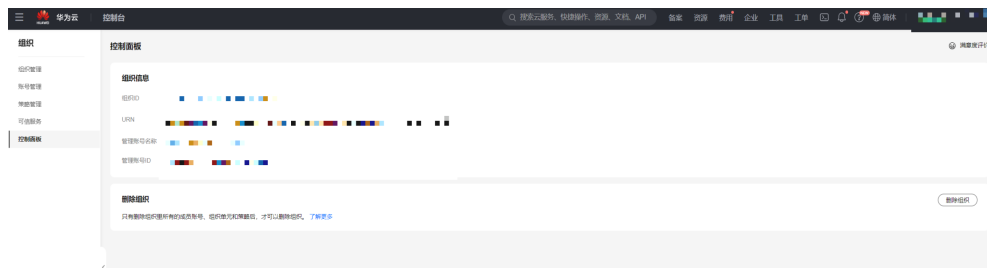 HUAWEI 华为云 控制台 搜索云服务、快捷操作、资源、文档、API 备案 资源 费用 企业 工具 工单 简体
组织
控制面板 满意度评价
组织管理
账号管理
策略管理
可信服务
控制面板
组织信息
组织ID
URN
管理账号名称
管理账号ID
删除组织
删除组织
只有删除组织里所有的成员账号、组织单元和策略后，才可以删除组织。 了解更多